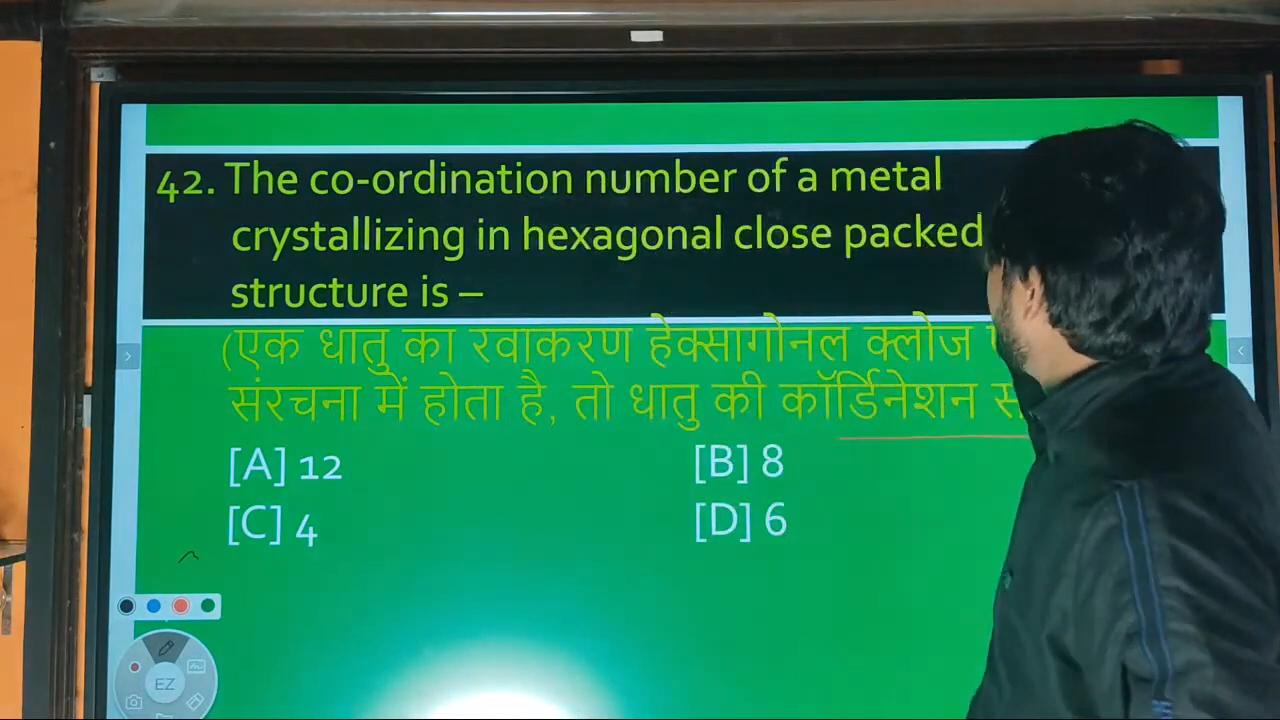 42. The co-ordination number of a metal
crystallizing in hexagonal close packed
structure is –
(एक धातु का रवाकरण हेक्सागोनल क्लोज
संरचना में होता है, तो धातु की कॉर्डिनेशन
[A] 12 [B] 8
[C] 4 [D] 6
EZ